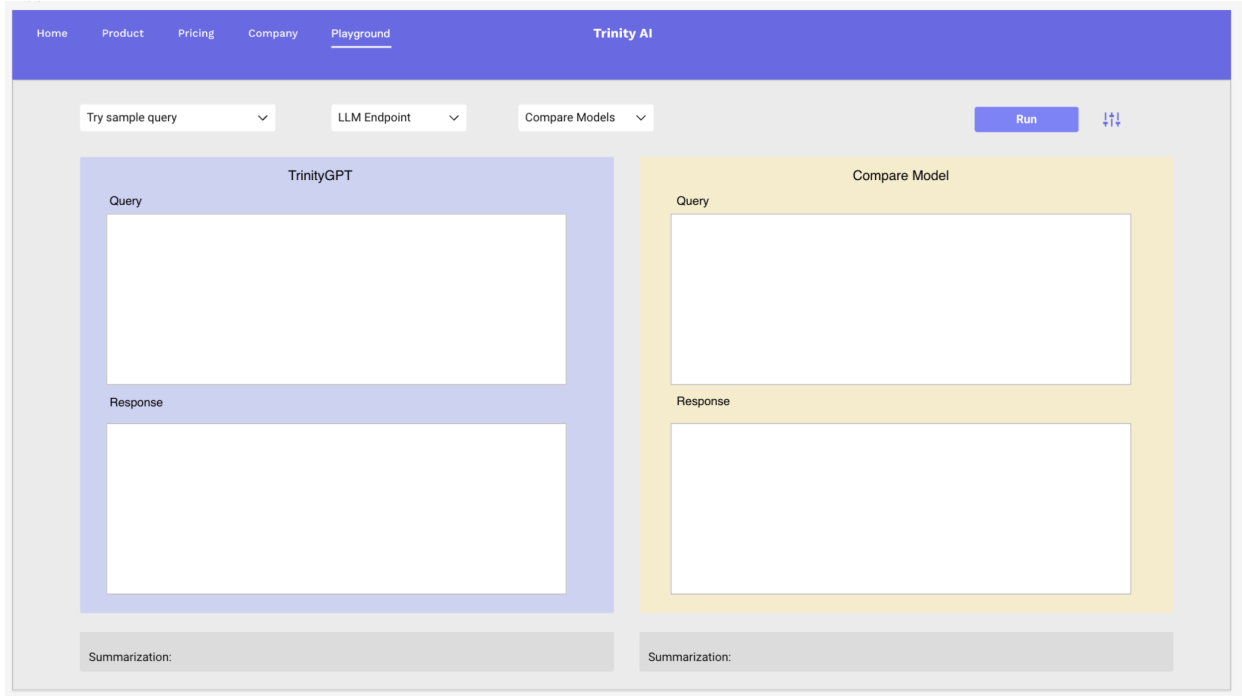 Home Product Pricing Company Playground Trinity AI
Try sample query LLM Endpoint Compare Models Run
TrinityGPT
Query
Response
Compare Model
Query
Response
Summarization:
Summarization: